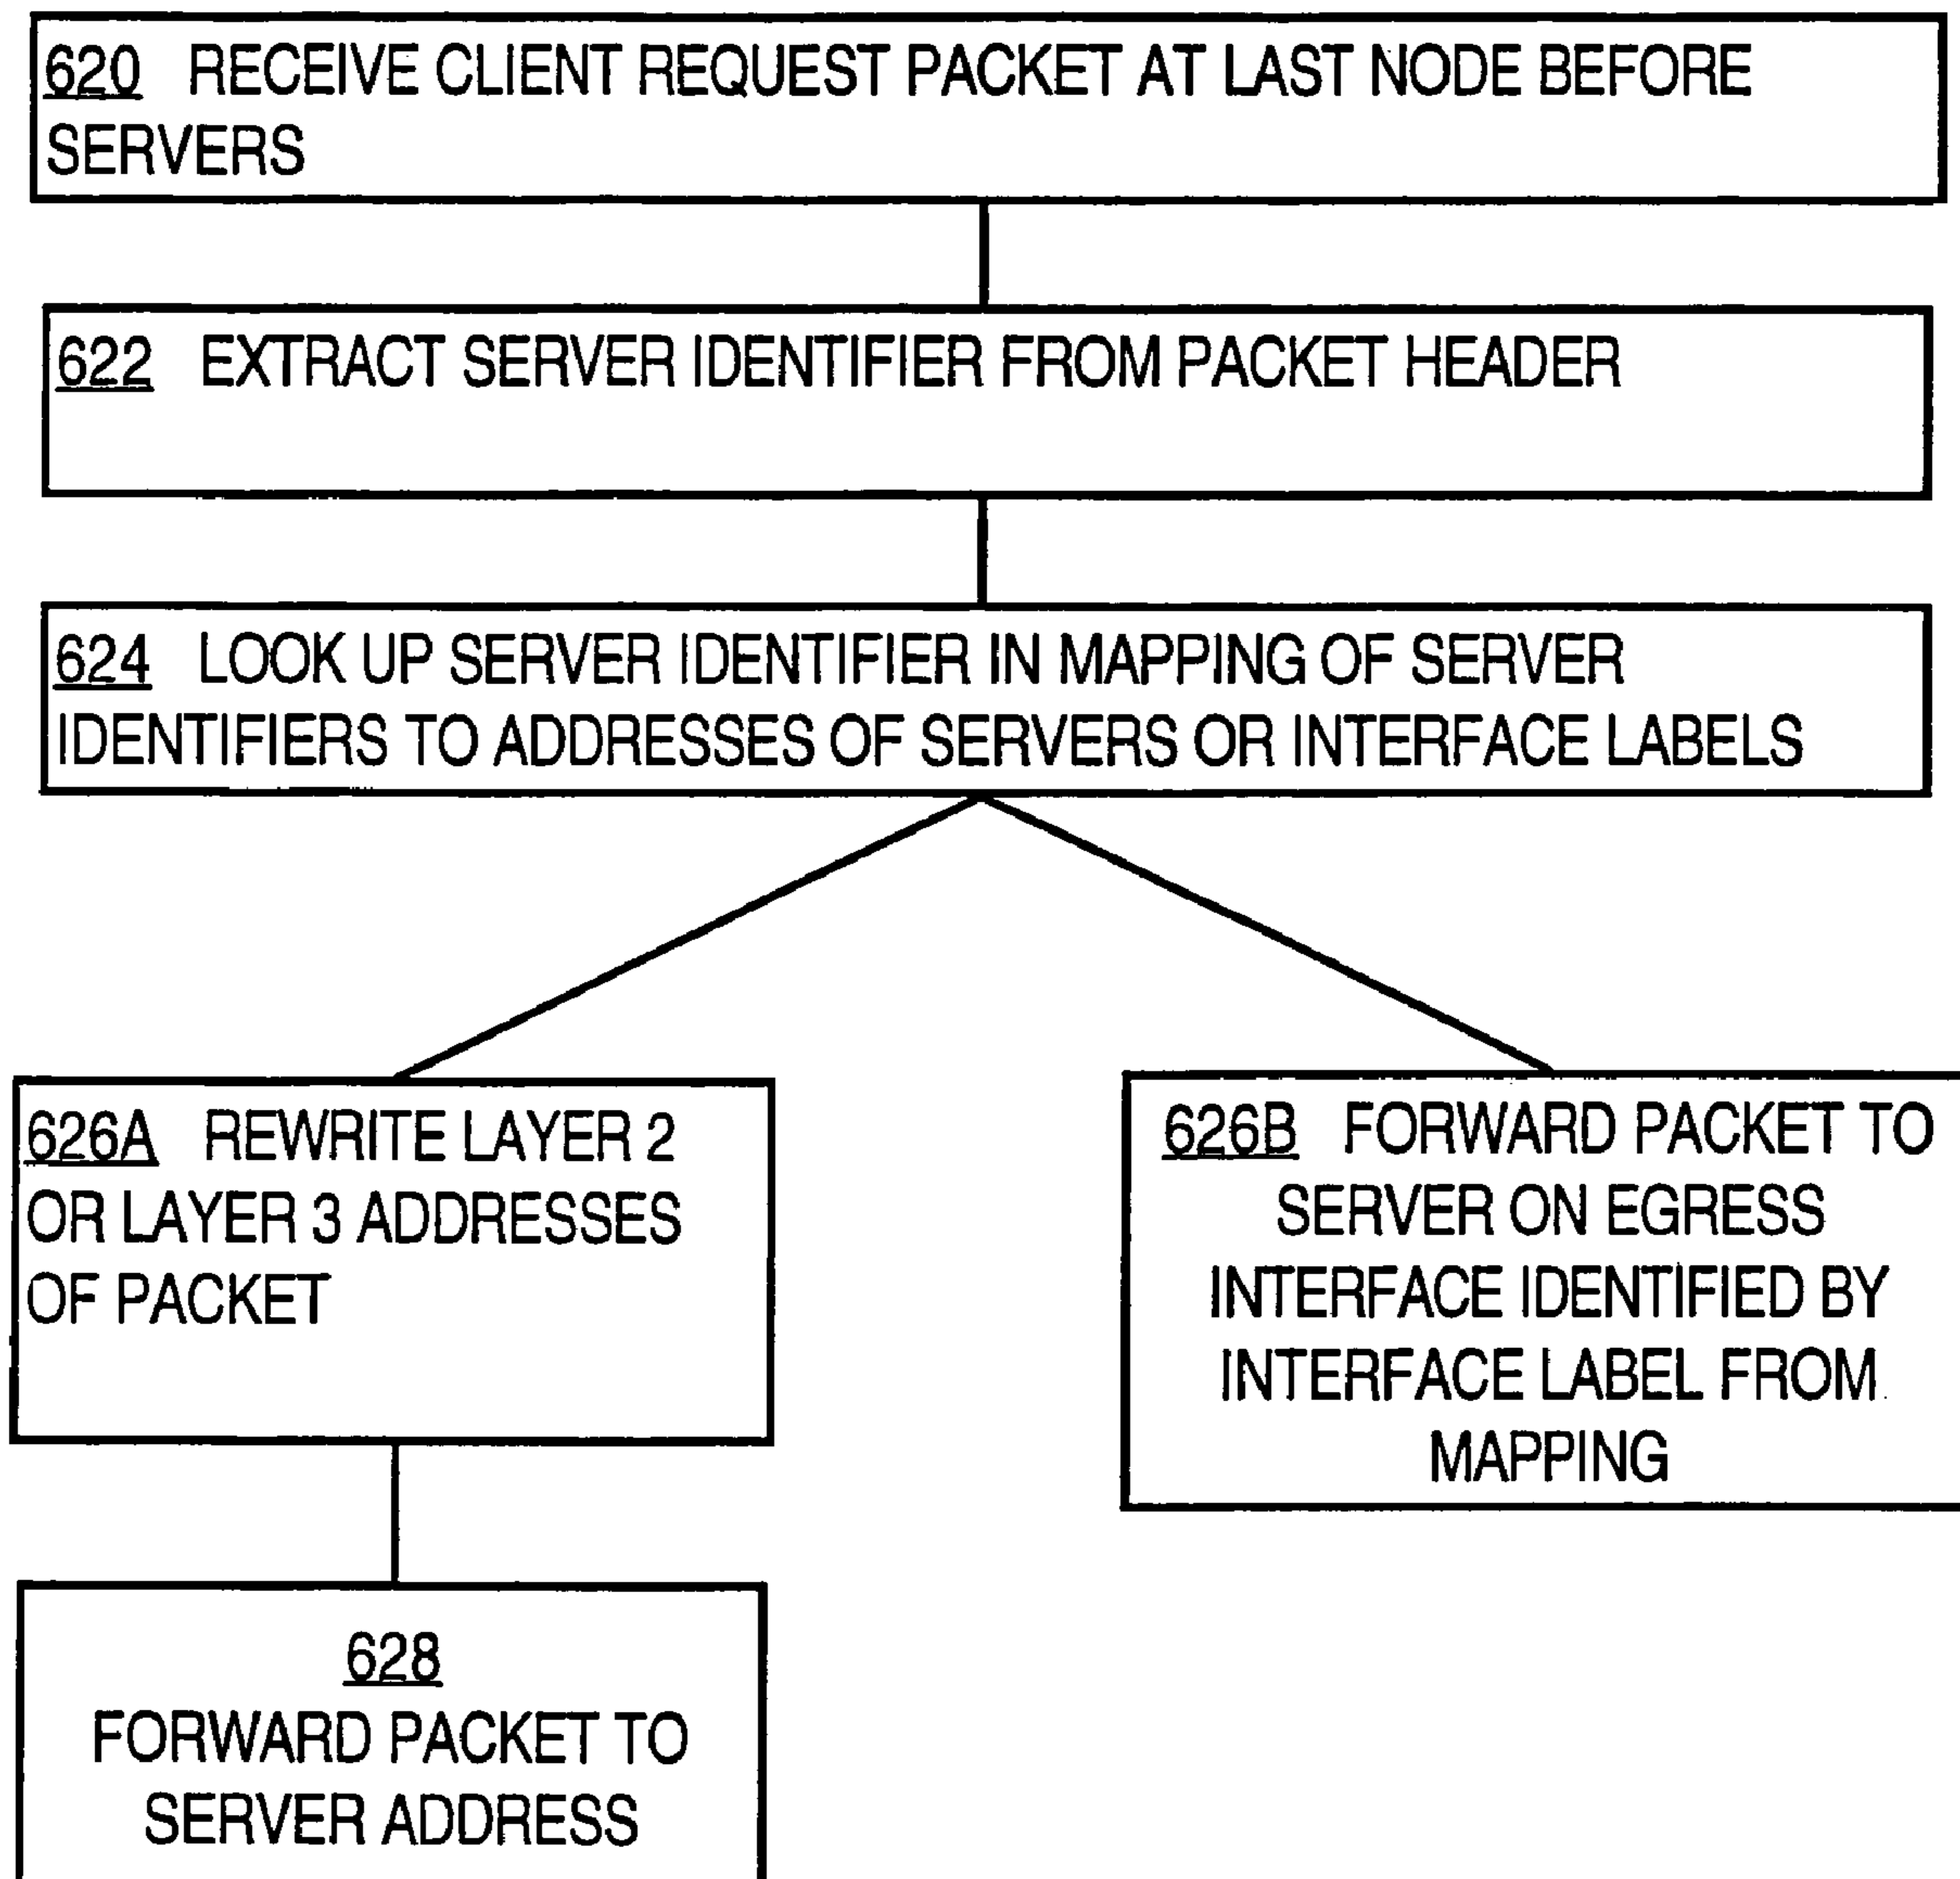 620 RECEIVE CLIENT REQUEST PACKET AT LAST NODE BEFORE
SERVERS
622 EXTRACT SERVER IDENTIFIER FROM PACKET HEADER
624 LOOK UP SERVER IDENTIFIER IN MAPPING OF SERVER
IDENTIFIERS TO ADDRESSES OF SERVERS OR INTERFACE LABELS
626A REWRITE LAYER 2
OR LAYER 3 ADDRESSES
OF PACKET
626B FORWARD PACKET TO
SERVER ON EGRESS
INTERFACE IDENTIFIED BY
INTERFACE LABEL FROM
MAPPING
628
FORWARD PACKET TO
SERVER ADDRESS